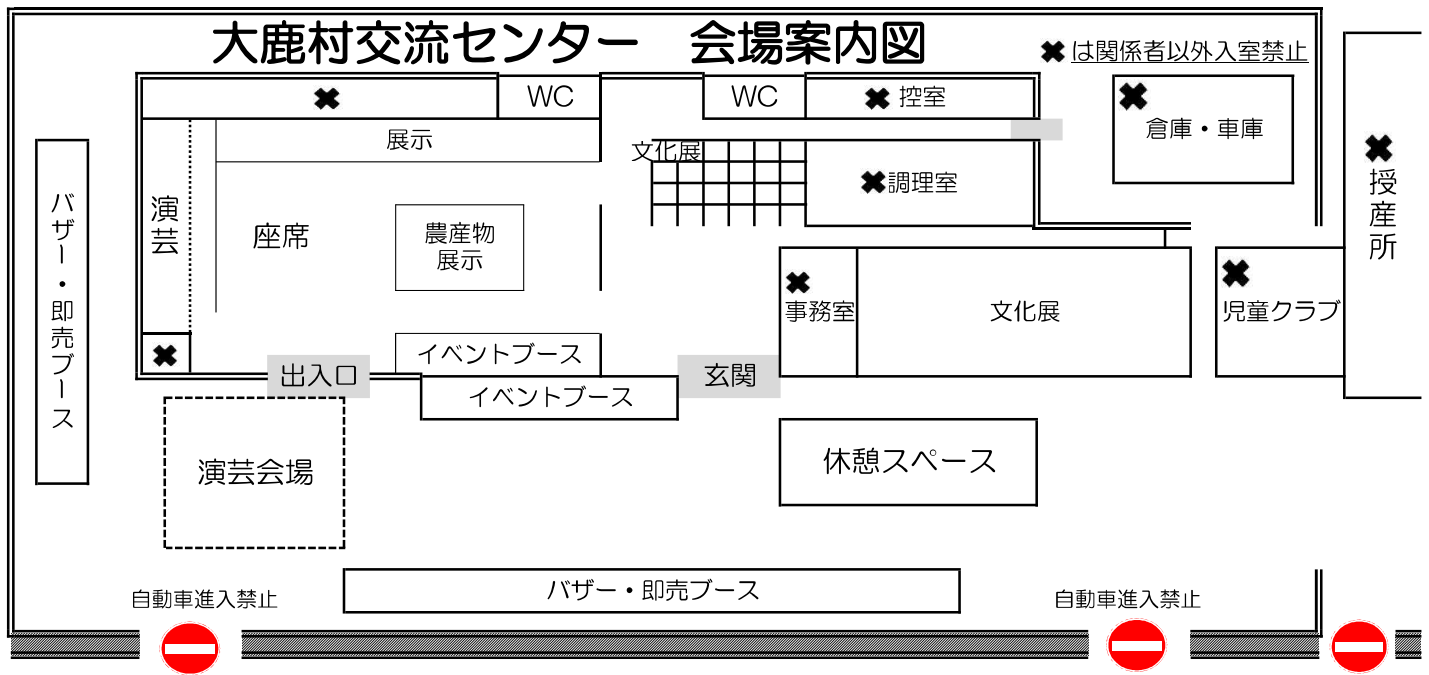 大鹿村交流センター　会場案内図
✖は関係者以外入室禁止
✖
WC
WC
✖ 控室
✖
倉庫・車庫
展示
文化展
✖調理室
✖
授産所
バザー・即売ブース
演芸
座席
農産物
展示
✖
事務室
文化展
✖
児童クラブ
✖
イベントブース
出入口
イベントブース
玄関
演芸会場
休憩スペース
バザー・即売ブース
自動車進入禁止
自動車進入禁止